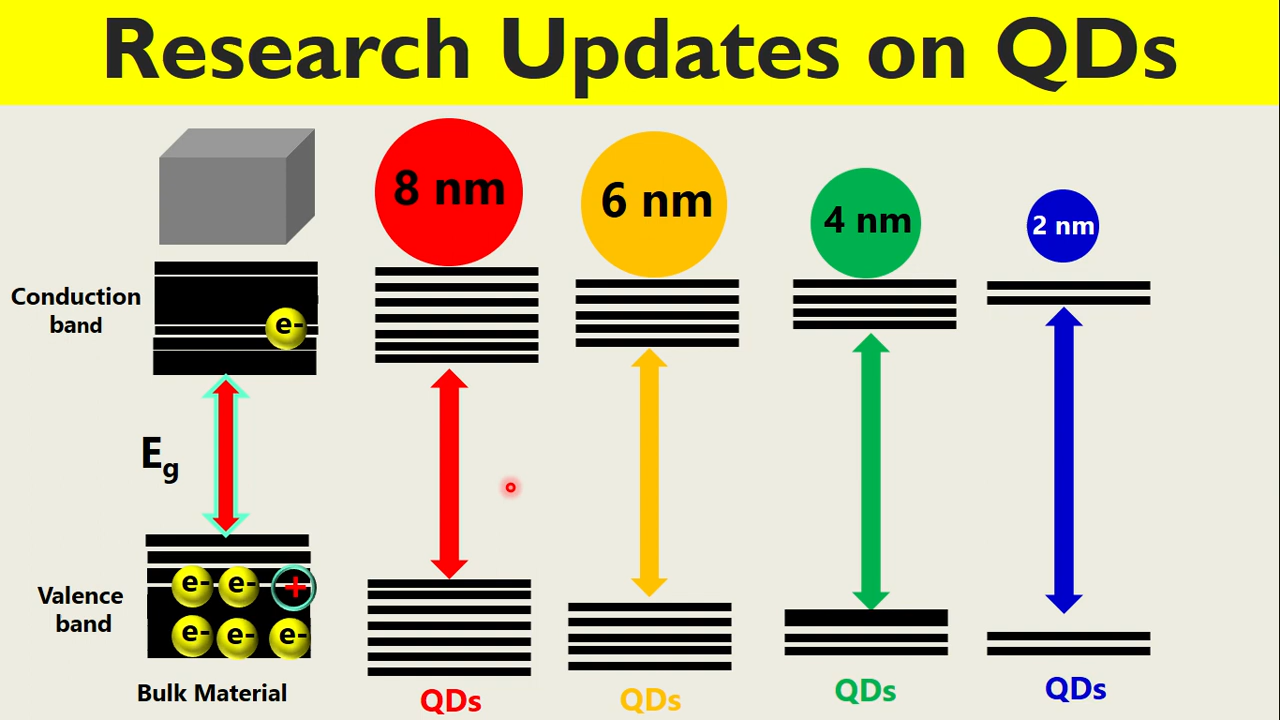 Research Updates on QDs
8 nm
6 nm
4 nm
2 nm
Conduction
band
e-
Eg
Valence
band
e- e- +
e- e- e-
Bulk Material
QDs
QDs
QDs
QDs